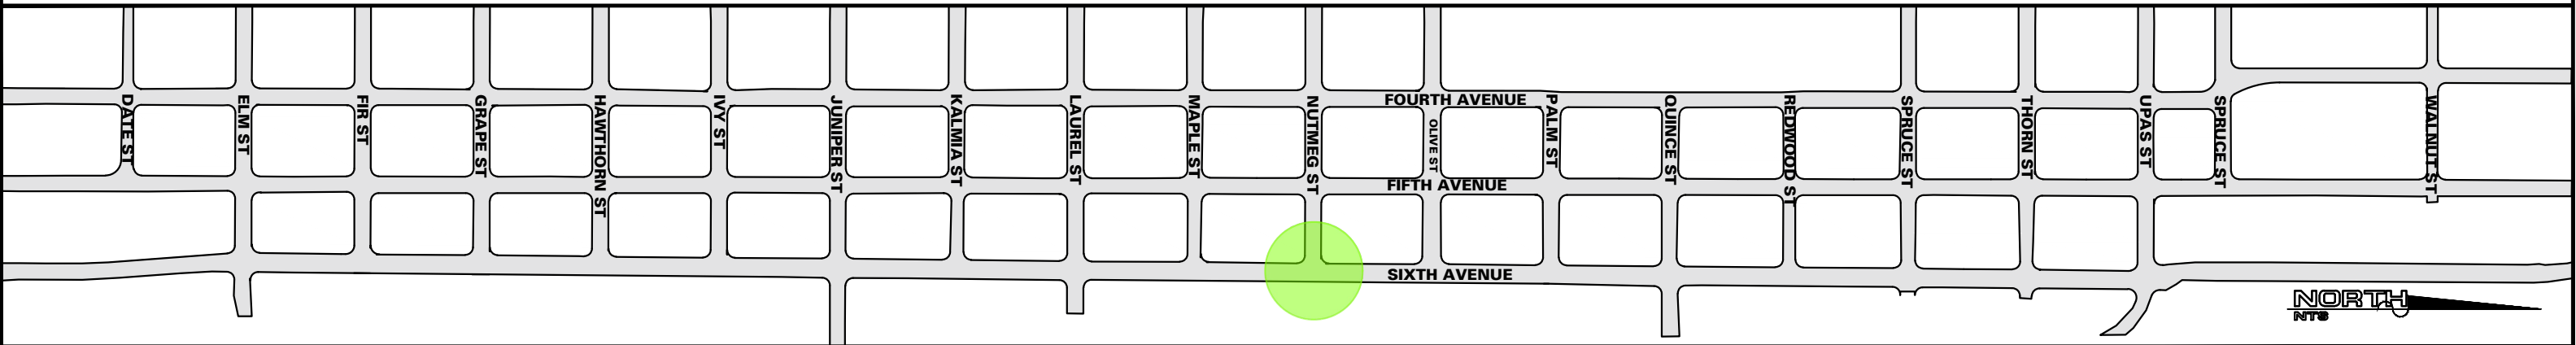 DATE ST
ELM ST
FIR ST
GRAPE ST
HAWTHORN ST
IVY ST
JUNIPER ST
KALMIA ST
LAUREL ST
MAPLE ST
NUTMEG ST
FOURTH AVENUE
OLIVE ST
PALM ST
QUINCE ST
REDWOOD ST
SPRUCE ST
THORN ST
UPAS ST
SPRUCE ST
WALNUT ST
FIFTH AVENUE
SIXTH AVENUE
NORTH
NTS